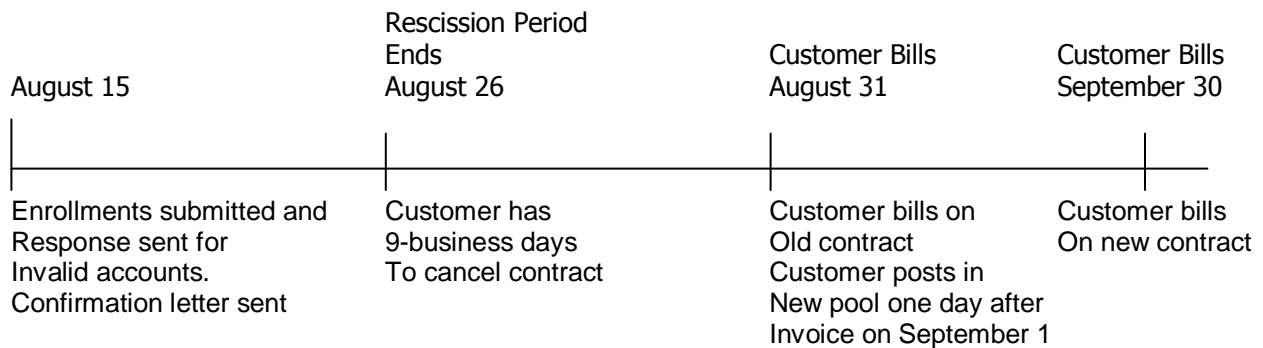 August 15
Rescission Period
Ends
August 26
Customer Bills
August 31
Customer Bills
September 30
Enrollments submitted and
Response sent for
Invalid accounts.
Confirmation letter sent
Customer has
9-business days
To cancel contract
Customer bills on
Old contract
Customer posts in
New pool one day after
Invoice on September 1
Customer bills
On new contract